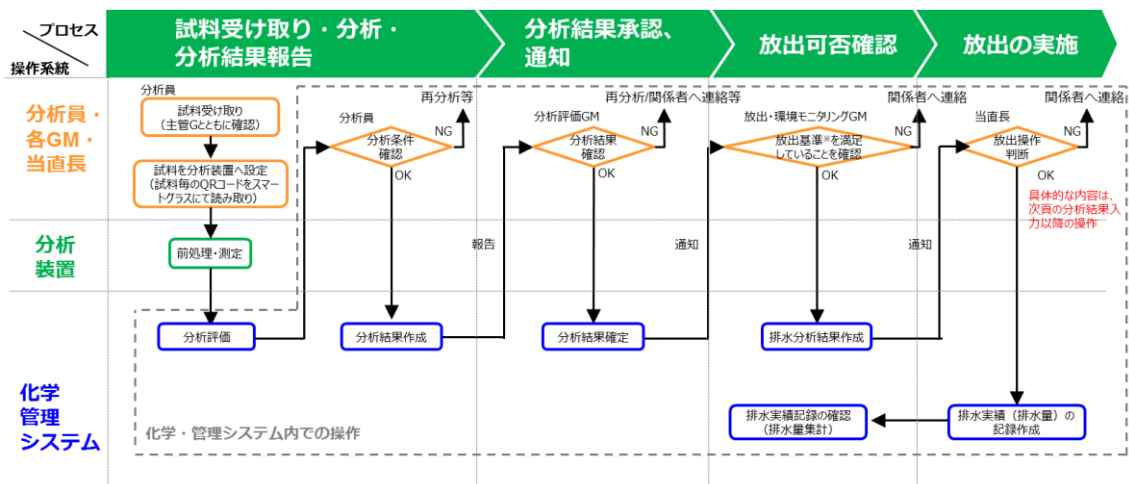 プロセス
操作系統
試料受け取り・分析・
分析結果報告
分析結果承認、
通知
放出可否確認
放出の実施
分析員・
各GM・
当直長
分析員
試料受け取り
（主管Gとともに確認）
試料を分析装置へ設定
（試料毎のQRコードをスマー
トグラスにて読み取り）
分析員
分析条件
確認
NG
再分析等
OK
分析評価GM
分析結果
確認
NG
再分析/関係者へ連絡等
OK
放出・環境モニタリングGM
放出基準※を満足
していることを確認
NG
関係者へ連絡
OK
当直長
放出操作
判断
NG
関係者へ連絡
OK
具体的な内容は、
次頁の分析結果入
力以降の操作
分析
装置
前処理・測定
報告
通知
通知
化学
管理
システム
分析評価
分析結果作成
分析結果確定
排水分析結果作成
排水実績記録の確認
（排水量集計）
排水実績（排水量）の
記録作成
化学・管理システム内での操作